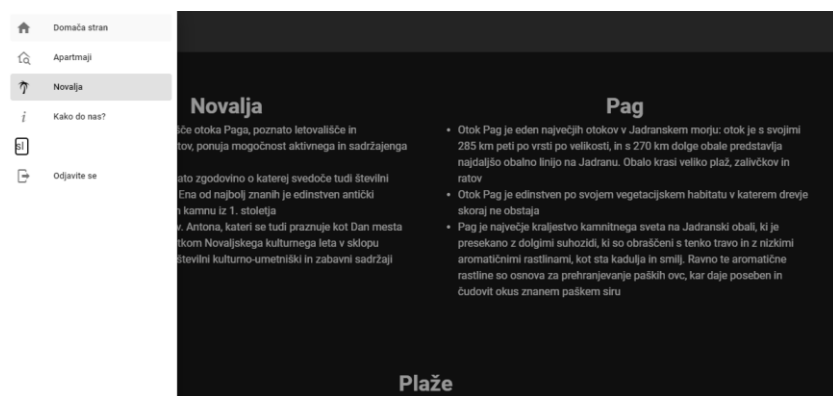 Domača stran
Apartmaji
Novalja
Kako do nas?
sl
Odjavite se
Novalja
šče otoka Paga, poznato letovališče in
tov, ponuja mogočnost aktivnega in sadržajenga
ato zgodovino o katerej svedoče tudi številni
Ena od najbolj znanih je edinstven antički
kamnu iz 1. stoletja
v. Antona, kateri se tudi praznuje kot Dan mesta
tkom Novaljskega kulturnega leta v sklopu
številni kulturno-umetniški in zabavni sadržaji
Pag
• Otok Pag je eden največjih otokov v Jadranskem morju: otok je s svojimi
285 km peti po vrsti po velikosti, in s 270 km dolge obale predstavlja
najdaljšo obalno linijo na Jadranu. Obalo krasi veliko plaž, zalivčkov in
ratov
• Otok Pag je edinstven po svojem vegetacijskem habitatu v katerem drevje
skoraj ne obstaja
• Pag je največje kraljestvo kamnitnega sveta na Jadranski obali, ki je
presekano z dolgimi suhozidi, ki so obraščeni s tenko travo in z nizkimi
aromatičnimi rastlinami, kot sta kadulja in smilj. Ravno te aromatične
rastline so osnova za prehranjevanje paških ovc, kar daje poseben in
čudovit okus znanem paškem siru
Plaže